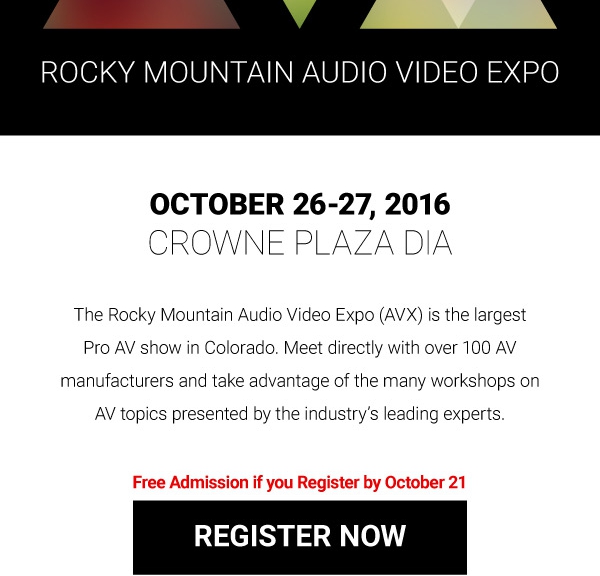 ROCKY MOUNTAIN AUDIO VIDEO EXPO
OCTOBER 26-27, 2016
CROWNE PLAZA DIA
The Rocky Mountain Audio Video Expo (AVX) is the largest
Pro AV show in Colorado. Meet directly with over 100 AV
manufacturers and take advantage of the many workshops on
AV topics presented by the industry’s leading experts.
Free Admission if you Register by October 21
REGISTER NOW